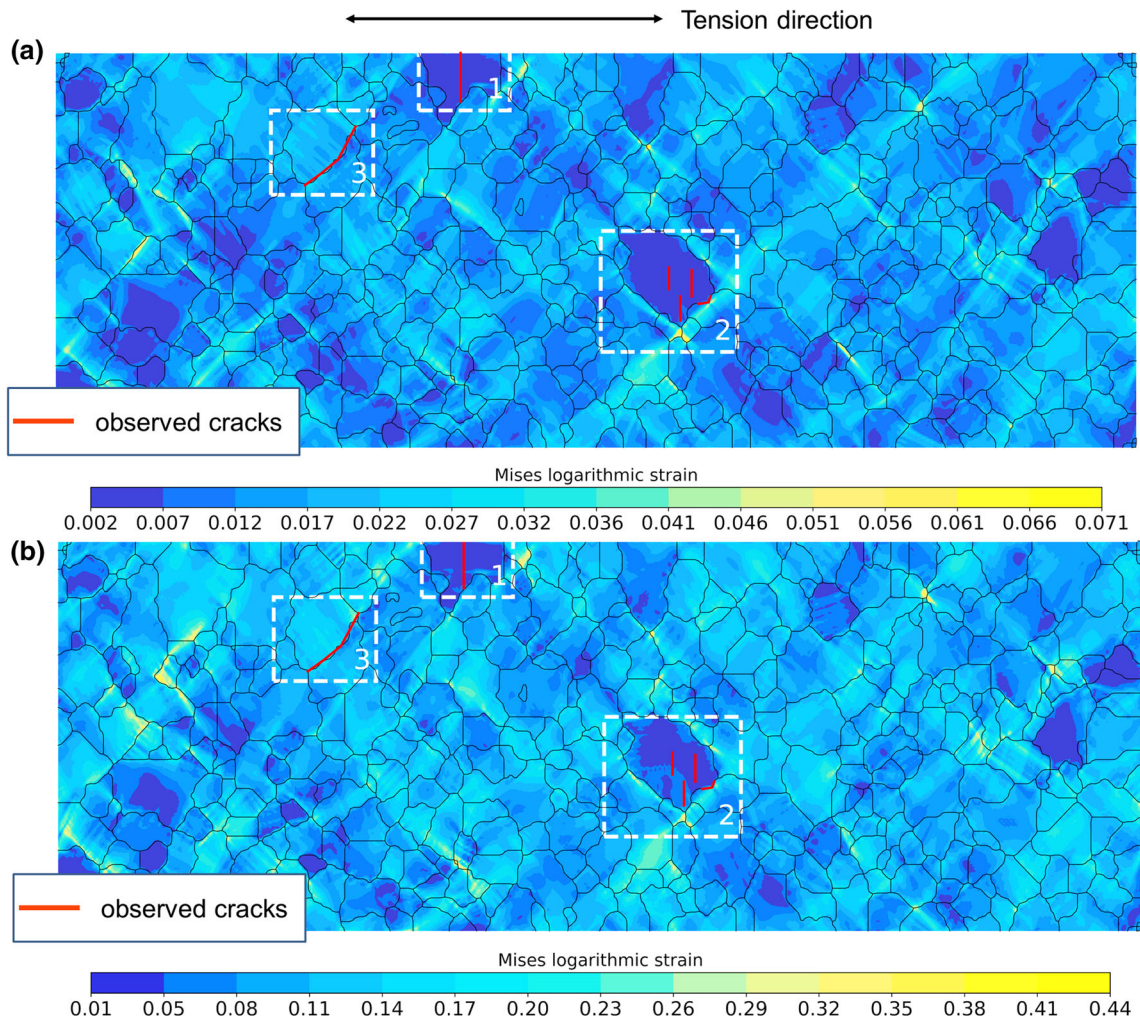 Tension direction
(a)
1
3
2
observed cracks
Mises logarithmic strain
0.002 0.007 0.012 0.017 0.022 0.028 0.032 0.036 0.041 0.046 0.051 0.056 0.061 0.066 0.071
(b)
1
3
2
observed cracks
Mises logarithmic strain
0.01 0.05 0.08 0.11 0.14 0.17 0.20 0.23 0.26 0.29 0.32 0.35 0.38 0.41 0.44